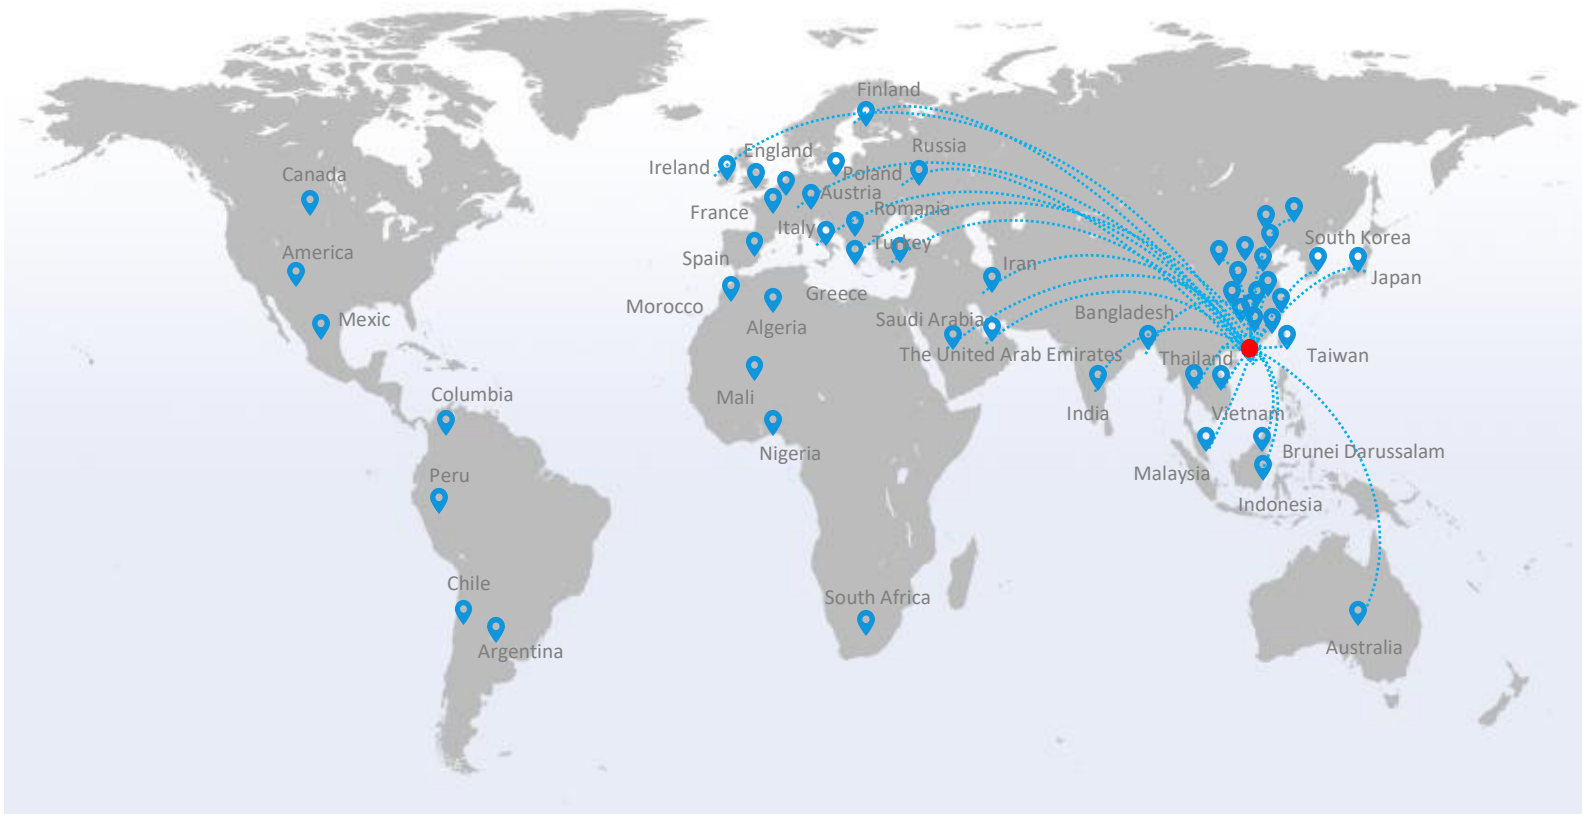 Finland
England
Russia
Ireland
Canada
Poland
Austria
France
Romania
Italy
South Korea
America
Spain
Turkey
Iran
Japan
Morocco
Greece
Algeria
Saudi Arabia
Bangladesh
Mexic
The United Arab Emirates
Thailand
Taiwan
Columbia
Mali
India
Vietnam
Nigeria
Brunei Darussalam
Peru
Malaysia
Indonesia
Chile
South Africa
Argentina
Australia